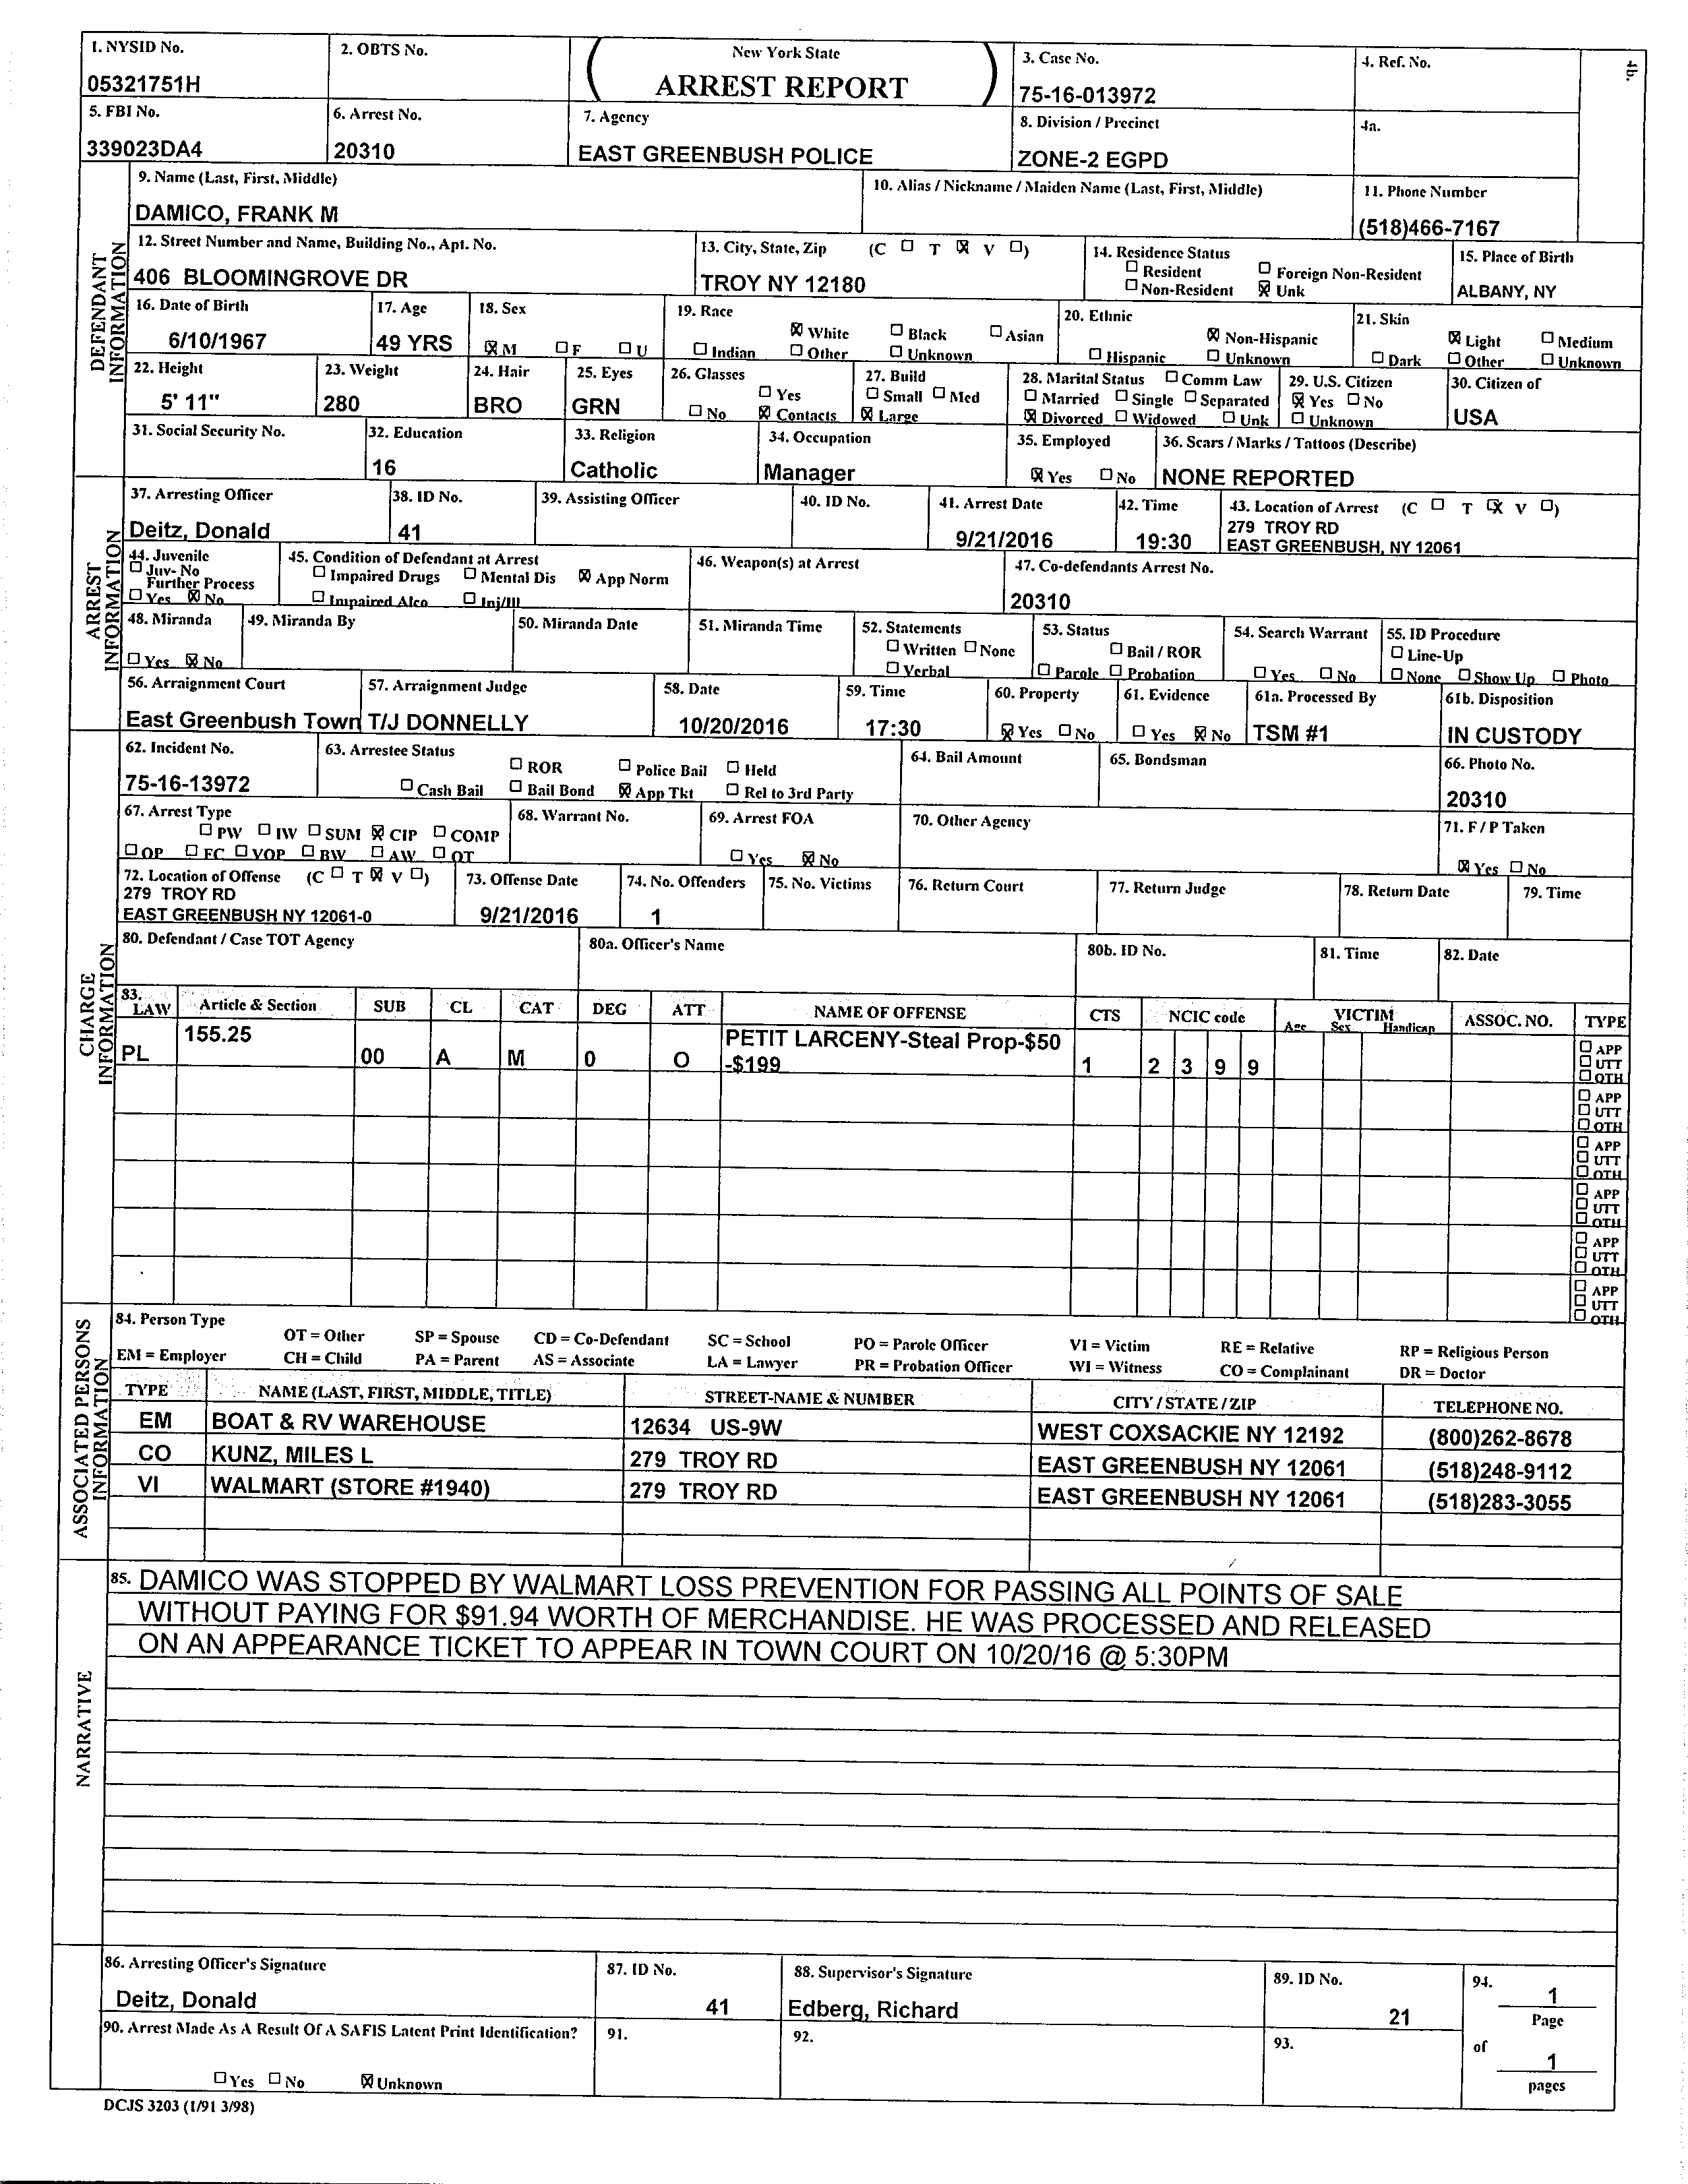 1. NYSID No.
05321751H
2. OBTS No.
New York State
ARREST REPORT
3. Case No.
75-16-013972
4. Ref. No.
4b.
5. FBI No.
339023DA4
6. Arrest No.
20310
7. Agency
EAST GREENBUSH POLICE
8. Division / Precinct
ZONE-2 EGPD
4a.
DEFENDANT INFORMATION
9. Name (Last, First, Middle)
DAMICO, FRANK M
10. Alias / Nickname / Maiden Name (Last, First, Middle)
11. Phone Number
(518)466-7167
12. Street Number and Name, Building No., Apt. No.
406 BLOOMINGROVE DR
13. City, State, Zip (C ☐ T ☒ V ☐)
TROY NY 12180
14. Residence Status
☐ Resident ☐ Foreign Non-Resident
☐ Non-Resident ☒ Unk
15. Place of Birth
ALBANY, NY
16. Date of Birth
6/10/1967
17. Age
49 YRS
18. Sex
☒ M ☐ F ☐ U
19. Race
☒ White ☐ Black ☐ Asian
☐ Indian ☐ Other ☐ Unknown
20. Ethnic
☒ Non-Hispanic
☐ Hispanic ☐ Unknown
21. Skin
☒ Light ☐ Medium
☐ Dark ☐ Other ☐ Unknown
22. Height
5' 11"
23. Weight
280
24. Hair
BRO
25. Eyes
GRN
26. Glasses
☐ Yes
☐ No ☒ Contacts
27. Build
☐ Small ☐ Med
☒ Large
28. Marital Status ☐ Comm Law
☐ Married ☐ Single ☐ Separated
☒ Divorced ☐ Widowed ☐ Unk
29. U.S. Citizen
☒ Yes ☐ No
☐ Unknown
30. Citizen of
USA
31. Social Security No.
32. Education
16
33. Religion
Catholic
34. Occupation
Manager
35. Employed
☒ Yes ☐ No
36. Scars / Marks / Tattoos (Describe)
NONE REPORTED
ARREST INFORMATION
37. Arresting Officer
Deitz, Donald
38. ID No.
41
39. Assisting Officer
40. ID No.
41. Arrest Date
9/21/2016
42. Time
19:30
43. Location of Arrest (C ☐ T ☒ V ☐)
279 TROY RD
EAST GREENBUSH, NY 12061
44. Juvenile
☐ Juv- No
Further Process
☐ Yes ☒ No
45. Condition of Defendant at Arrest
☐ Impaired Drugs ☐ Mental Dis ☒ App Norm
☐ Impaired Alco ☐ Inj/Ill
46. Weapon(s) at Arrest
47. Co-defendants Arrest No.
20310
48. Miranda
☐ Yes ☒ No
49. Miranda By
50. Miranda Date
51. Miranda Time
52. Statements
☐ Written ☐ None
☐ Verbal
53. Status
☐ Bail / ROR
☐ Parole ☐ Probation
54. Search Warrant
☐ Yes ☐ No
55. ID Procedure
☐ Line-Up
☐ None ☐ Show Up ☐ Photo
56. Arraignment Court
East Greenbush Town
57. Arraignment Judge
T/J DONNELLY
58. Date
10/20/2016
59. Time
17:30
60. Property
☒ Yes ☐ No
61. Evidence
☐ Yes ☒ No
61a. Processed By
TSM #1
61b. Disposition
IN CUSTODY
CHARGE INFORMATION
62. Incident No.
75-16-13972
63. Arrestee Status
☐ ROR ☐ Police Bail ☐ Held
☐ Cash Bail ☐ Bail Bond ☒ App Tkt ☐ Rel to 3rd Party
64. Bail Amount
65. Bondsman
66. Photo No.
20310
67. Arrest Type
☐ PW ☐ IW ☐ SUM ☒ CIP ☐ COMP
☐ OP ☐ FC ☐ VOP ☐ BW ☐ AW ☐ OT
68. Warrant No.
69. Arrest FOA
☐ Yes ☒ No
70. Other Agency
71. F / P Taken
☒ Yes ☐ No
72. Location of Offense (C ☐ T ☒ V ☐)
279 TROY RD
EAST GREENBUSH NY 12061-0
73. Offense Date
9/21/2016
74. No. Offenders
1
75. No. Victims
76. Return Court
77. Return Judge
78. Return Date
79. Time
80. Defendant / Case TOT Agency
80a. Officer's Name
80b. ID No.
81. Time
82. Date
83. LAW Article & Section SUB CL CAT DEG ATT NAME OF OFFENSE CTS NCIC code VICTIM Age Sex Handicap ASSOC. NO. TYPE
PL 155.25 00 A M 0 O PETIT LARCENY-Steal Prop-$50
-$199 1 2 3 9 9
☐ APP
☐ UTT
☐ OTH
☐ APP
☐ UTT
☐ OTH
☐ APP
☐ UTT
☐ OTH
☐ APP
☐ UTT
☐ OTH
☐ APP
☐ UTT
☐ OTH
☐ APP
☐ UTT
☐ OTH
ASSOCIATED PERSONS INFORMATION
84. Person Type
OT = Other SP = Spouse CD = Co-Defendant SC = School PO = Parole Officer VI = Victim RE = Relative RP = Religious Person
EM = Employer CH = Child PA = Parent AS = Associate LA = Lawyer PR = Probation Officer WI = Witness CO = Complainant DR = Doctor
TYPE NAME (LAST, FIRST, MIDDLE, TITLE) STREET-NAME & NUMBER CITY / STATE / ZIP TELEPHONE NO.
EM BOAT & RV WAREHOUSE 12634 US-9W WEST COXSACKIE NY 12192 (800)262-8678
CO KUNZ, MILES L 279 TROY RD EAST GREENBUSH NY 12061 (518)248-9112
VI WALMART (STORE #1940) 279 TROY RD EAST GREENBUSH NY 12061 (518)283-3055
NARRATIVE
85. DAMICO WAS STOPPED BY WALMART LOSS PREVENTION FOR PASSING ALL POINTS OF SALE
WITHOUT PAYING FOR $91.94 WORTH OF MERCHANDISE. HE WAS PROCESSED AND RELEASED
ON AN APPEARANCE TICKET TO APPEAR IN TOWN COURT ON 10/20/16 @ 5:30PM
86. Arresting Officer's Signature
Deitz, Donald
87. ID No.
41
88. Supervisor's Signature
Edberg, Richard
89. ID No.
21
94.
1
Page
of
1
pages
90. Arrest Made As A Result Of A SAFIS Latent Print Identification?
☐ Yes ☐ No ☒ Unknown
91.
92.
93.
DCJS 3203 (1/91 3/98)